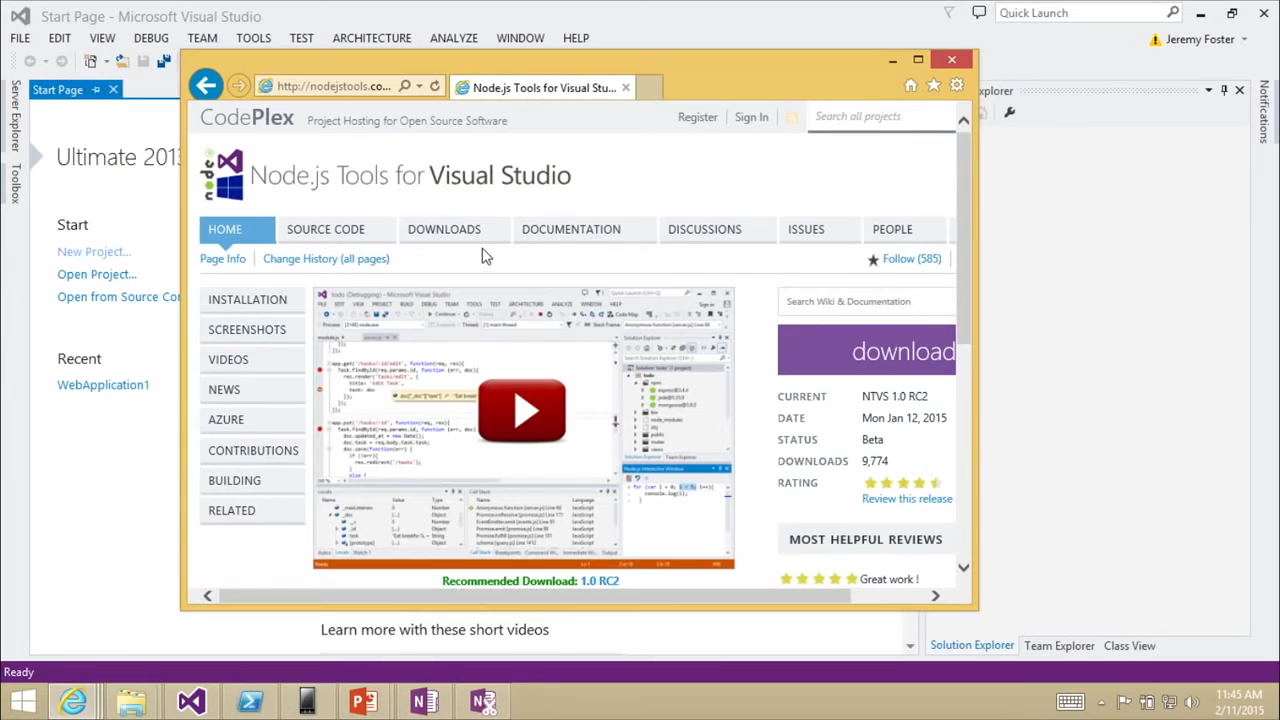 Start Page - Microsoft Visual Studio
Quick Launch
FILE EDIT VIEW DEBUG TEAM TOOLS TEST ARCHITECTURE ANALYZE WINDOW HELP
Jeremy Foster
Start Page
Server Explorer
Toolbox
Notifications
Ultimate 2013
Start
New Project...
Open Project...
Open from Source Con
Recent
WebApplication1
http://nodejstools.co...
Node.js Tools for Visual Stu...
CodePlex Project Hosting for Open Source Software
Register
Sign In
Search all projects
Node.js Tools for Visual Studio
HOME SOURCE CODE DOWNLOADS DOCUMENTATION DISCUSSIONS ISSUES PEOPLE
Page Info
Change History (all pages)
Follow (585)
INSTALLATION
SCREENSHOTS
VIDEOS
NEWS
AZURE
CONTRIBUTIONS
BUILDING
RELATED
Recommended Download: 1.0 RC2
Search Wiki & Documentation
download
CURRENT NTVS 1.0 RC2
DATE Mon Jan 12, 2015
STATUS Beta
DOWNLOADS 9,774
RATING
Review this release
MOST HELPFUL REVIEWS
Great work !
Learn more with these short videos
xplorer
Solution Explorer Team Explorer Class View
Ready
11:45 AM
2/11/2015